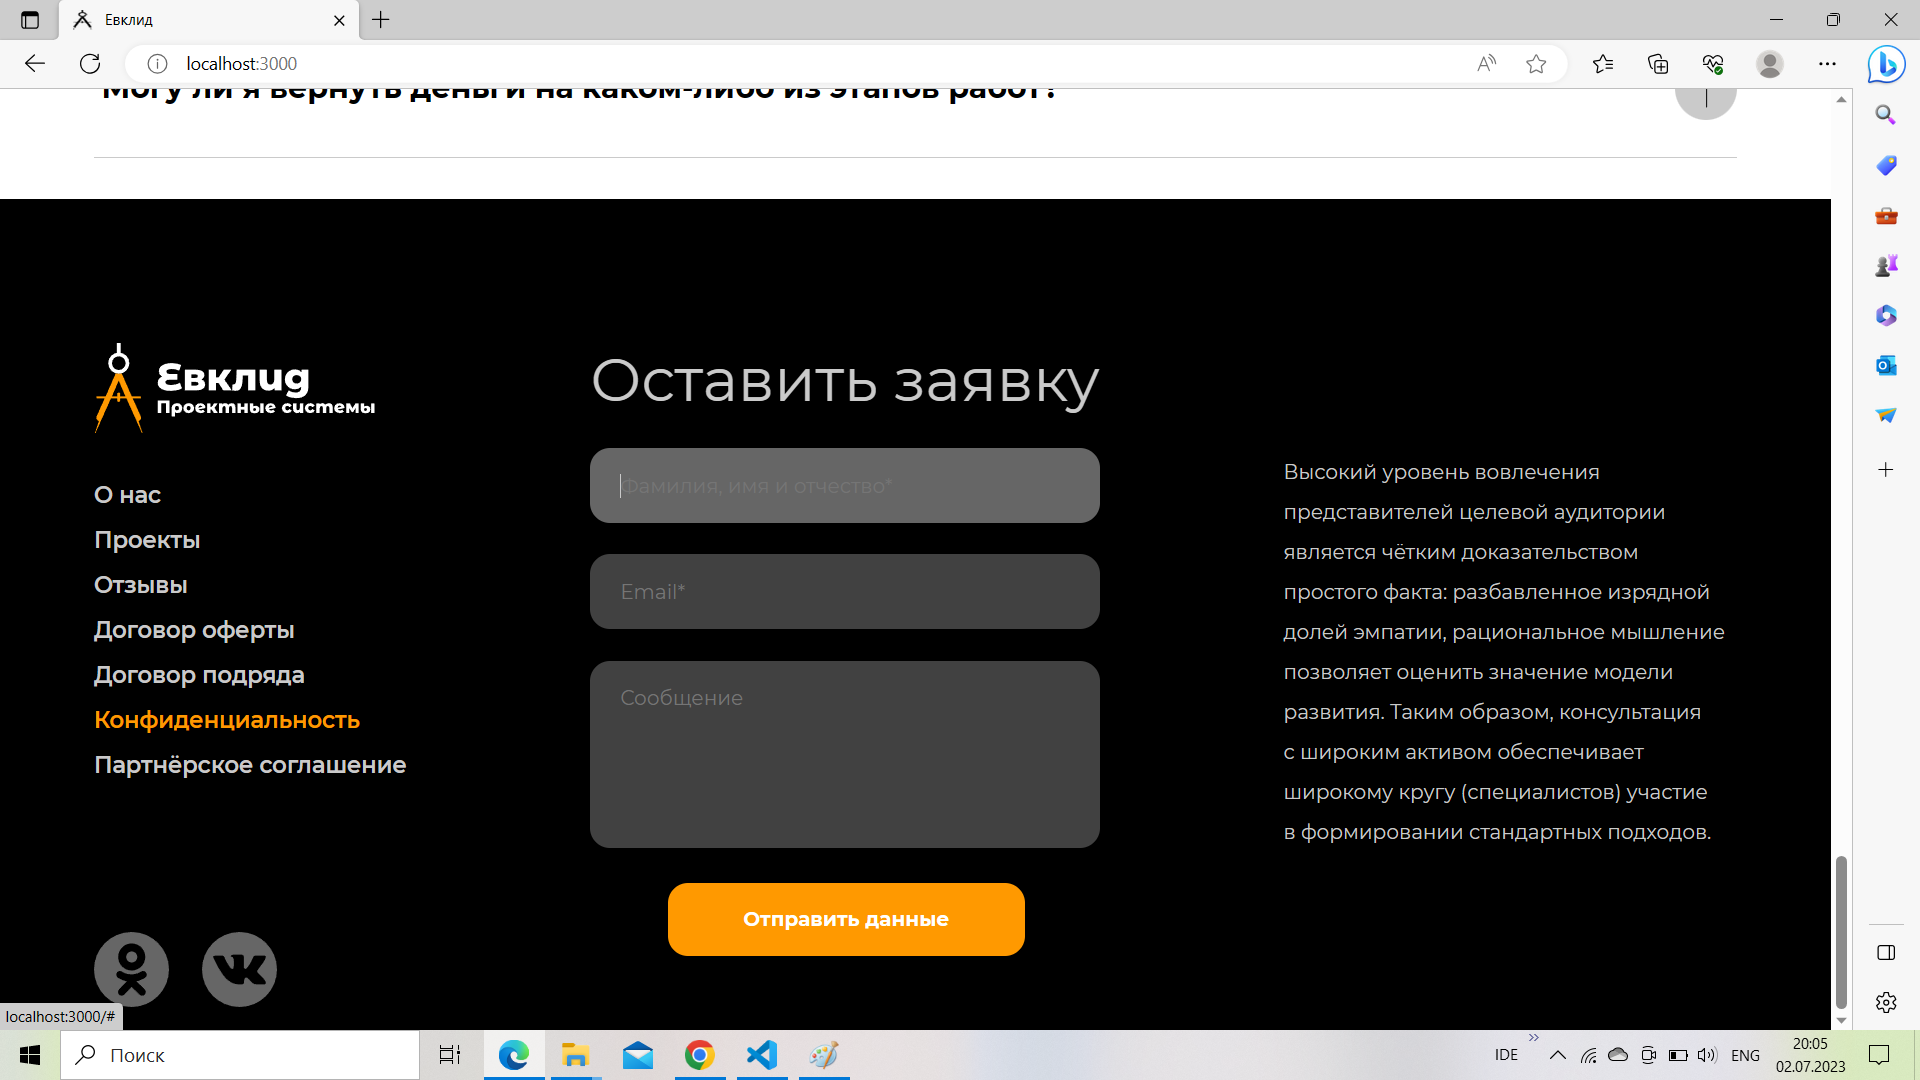 Евклид
localhost:3000
Могу ли я вернуть деньги на каком-либо из этапов работ?
Евклид
Проектные системы
О нас
Проекты
Отзывы
Договор оферты
Договор подряда
Конфиденциальность
Партнёрское соглашение
Оставить заявку
Фамилия, имя и отчество*
Email*
Сообщение
Отправить данные
Высокий уровень вовлечения
представителей целевой аудитории
является чётким доказательством
простого факта: разбавленное изрядной
долей эмпатии, рациональное мышление
позволяет оценить значение модели
развития. Таким образом, консультация
с широким активом обеспечивает
широкому кругу (специалистов) участие
в формировании стандартных подходов.
localhost:3000/#
Поиск
IDE
ENG
20:05
02.07.2023